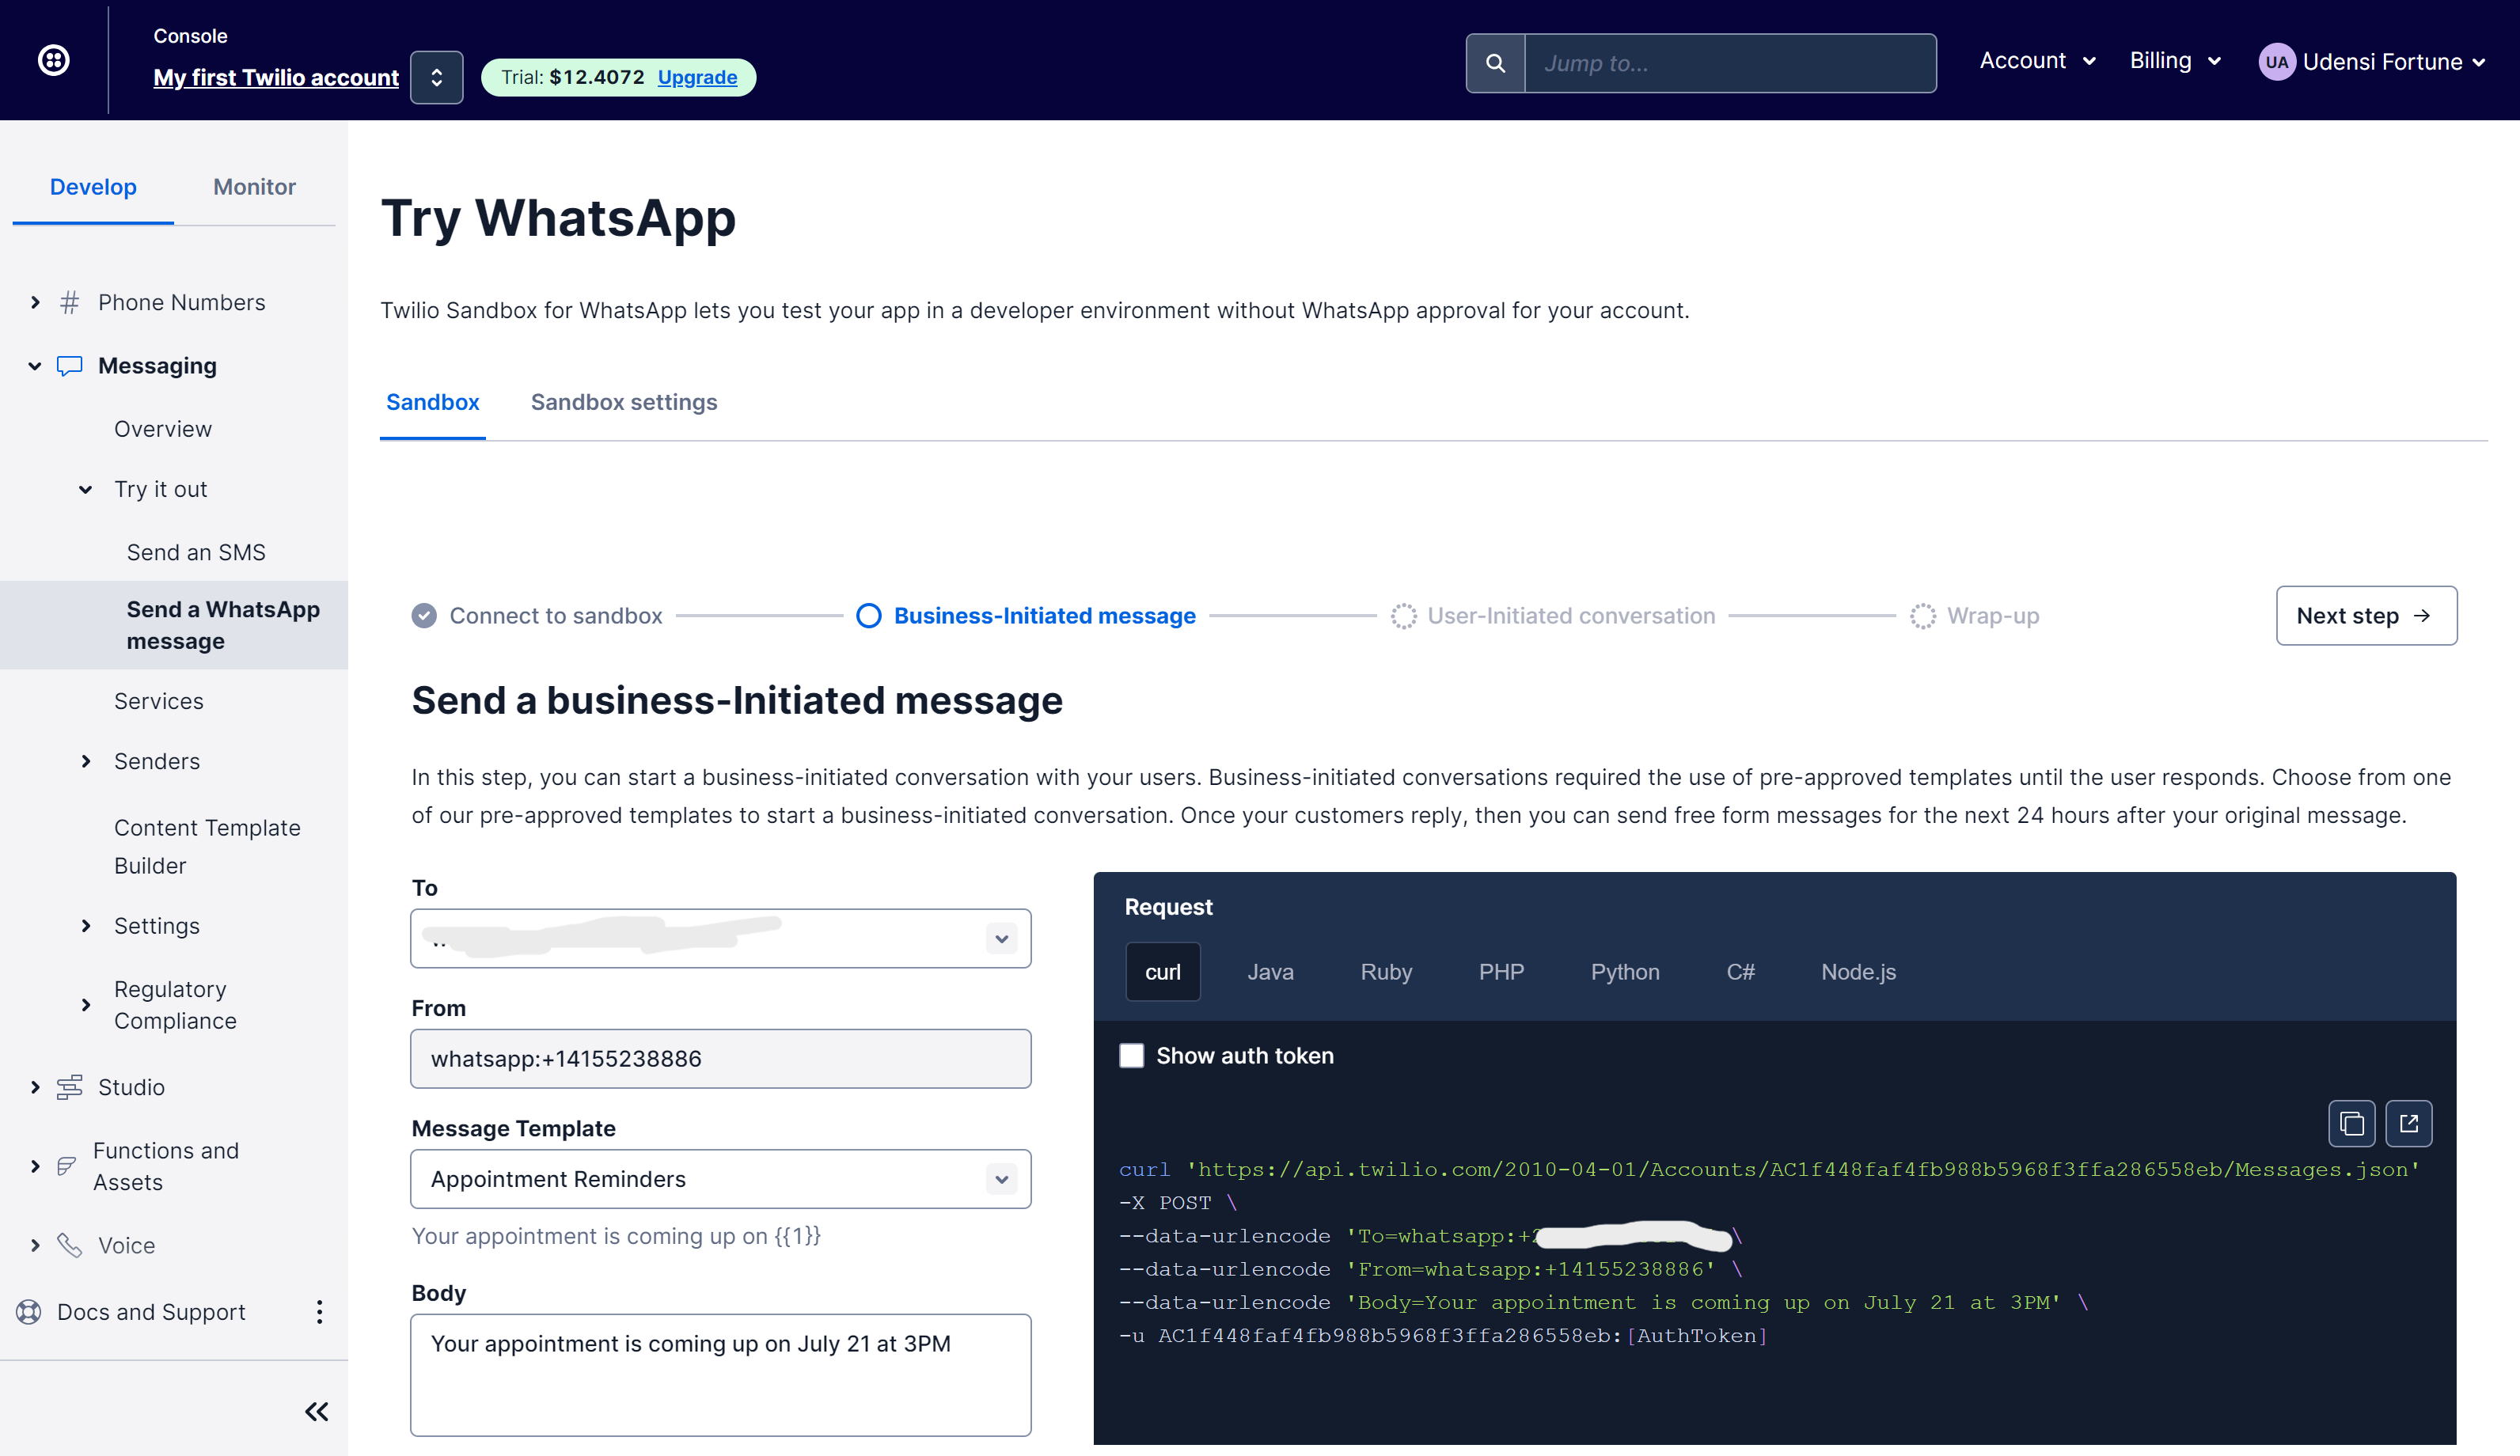 Console
My first Twilio account
Trial: $12.4072 Upgrade
Jump to...
Account
Billing
UA Udensi Fortune
Develop
Monitor
Phone Numbers
Messaging
Overview
Try it out
Send an SMS
Send a WhatsApp
message
Services
Senders
Content Template
Builder
Settings
Regulatory
Compliance
Studio
Functions and
Assets
Voice
Docs and Support
Try WhatsApp
Twilio Sandbox for WhatsApp lets you test your app in a developer environment without WhatsApp approval for your account.
Sandbox
Sandbox settings
Connect to sandbox
Business-Initiated message
User-Initiated conversation
Wrap-up
Next step →
Send a business-Initiated message
In this step, you can start a business-initiated conversation with your users. Business-initiated conversations required the use of pre-approved templates until the user responds. Choose from one
of our pre-approved templates to start a business-initiated conversation. Once your customers reply, then you can send free form messages for the next 24 hours after your original message.
To
From
whatsapp:+14155238886
Message Template
Appointment Reminders
Your appointment is coming up on {{1}}
Body
Your appointment is coming up on July 21 at 3PM
Request
curl
Java
Ruby
PHP
Python
C#
Node.js
Show auth token
curl 'https://api.twilio.com/2010-04-01/Accounts/AC1f448faf4fb988b5968f3ffa286558eb/Messages.json'
-X POST \
--data-urlencode 'To=whatsapp:+ \
--data-urlencode 'From=whatsapp:+14155238886' \
--data-urlencode 'Body=Your appointment is coming up on July 21 at 3PM' \
-u AC1f448faf4fb988b5968f3ffa286558eb:[AuthToken]